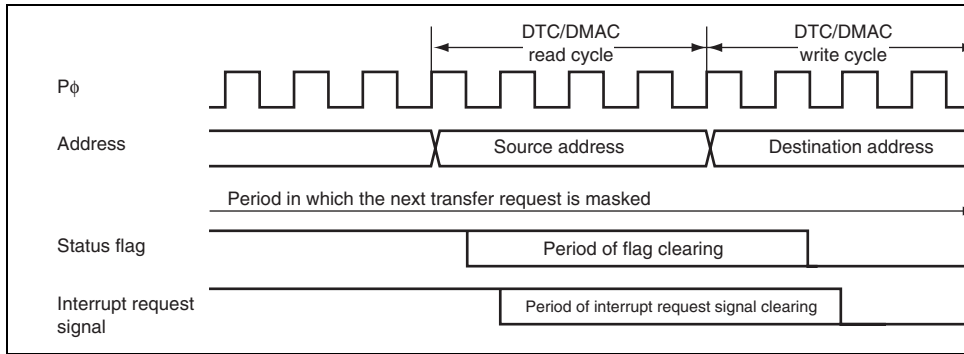 DTC/DMAC
read cycle
DTC/DMAC
write cycle
Pϕ
Address
Source address
Destination address
Period in which the next transfer request is masked
Status flag
Period of flag clearing
Interrupt request
signal
Period of interrupt request signal clearing